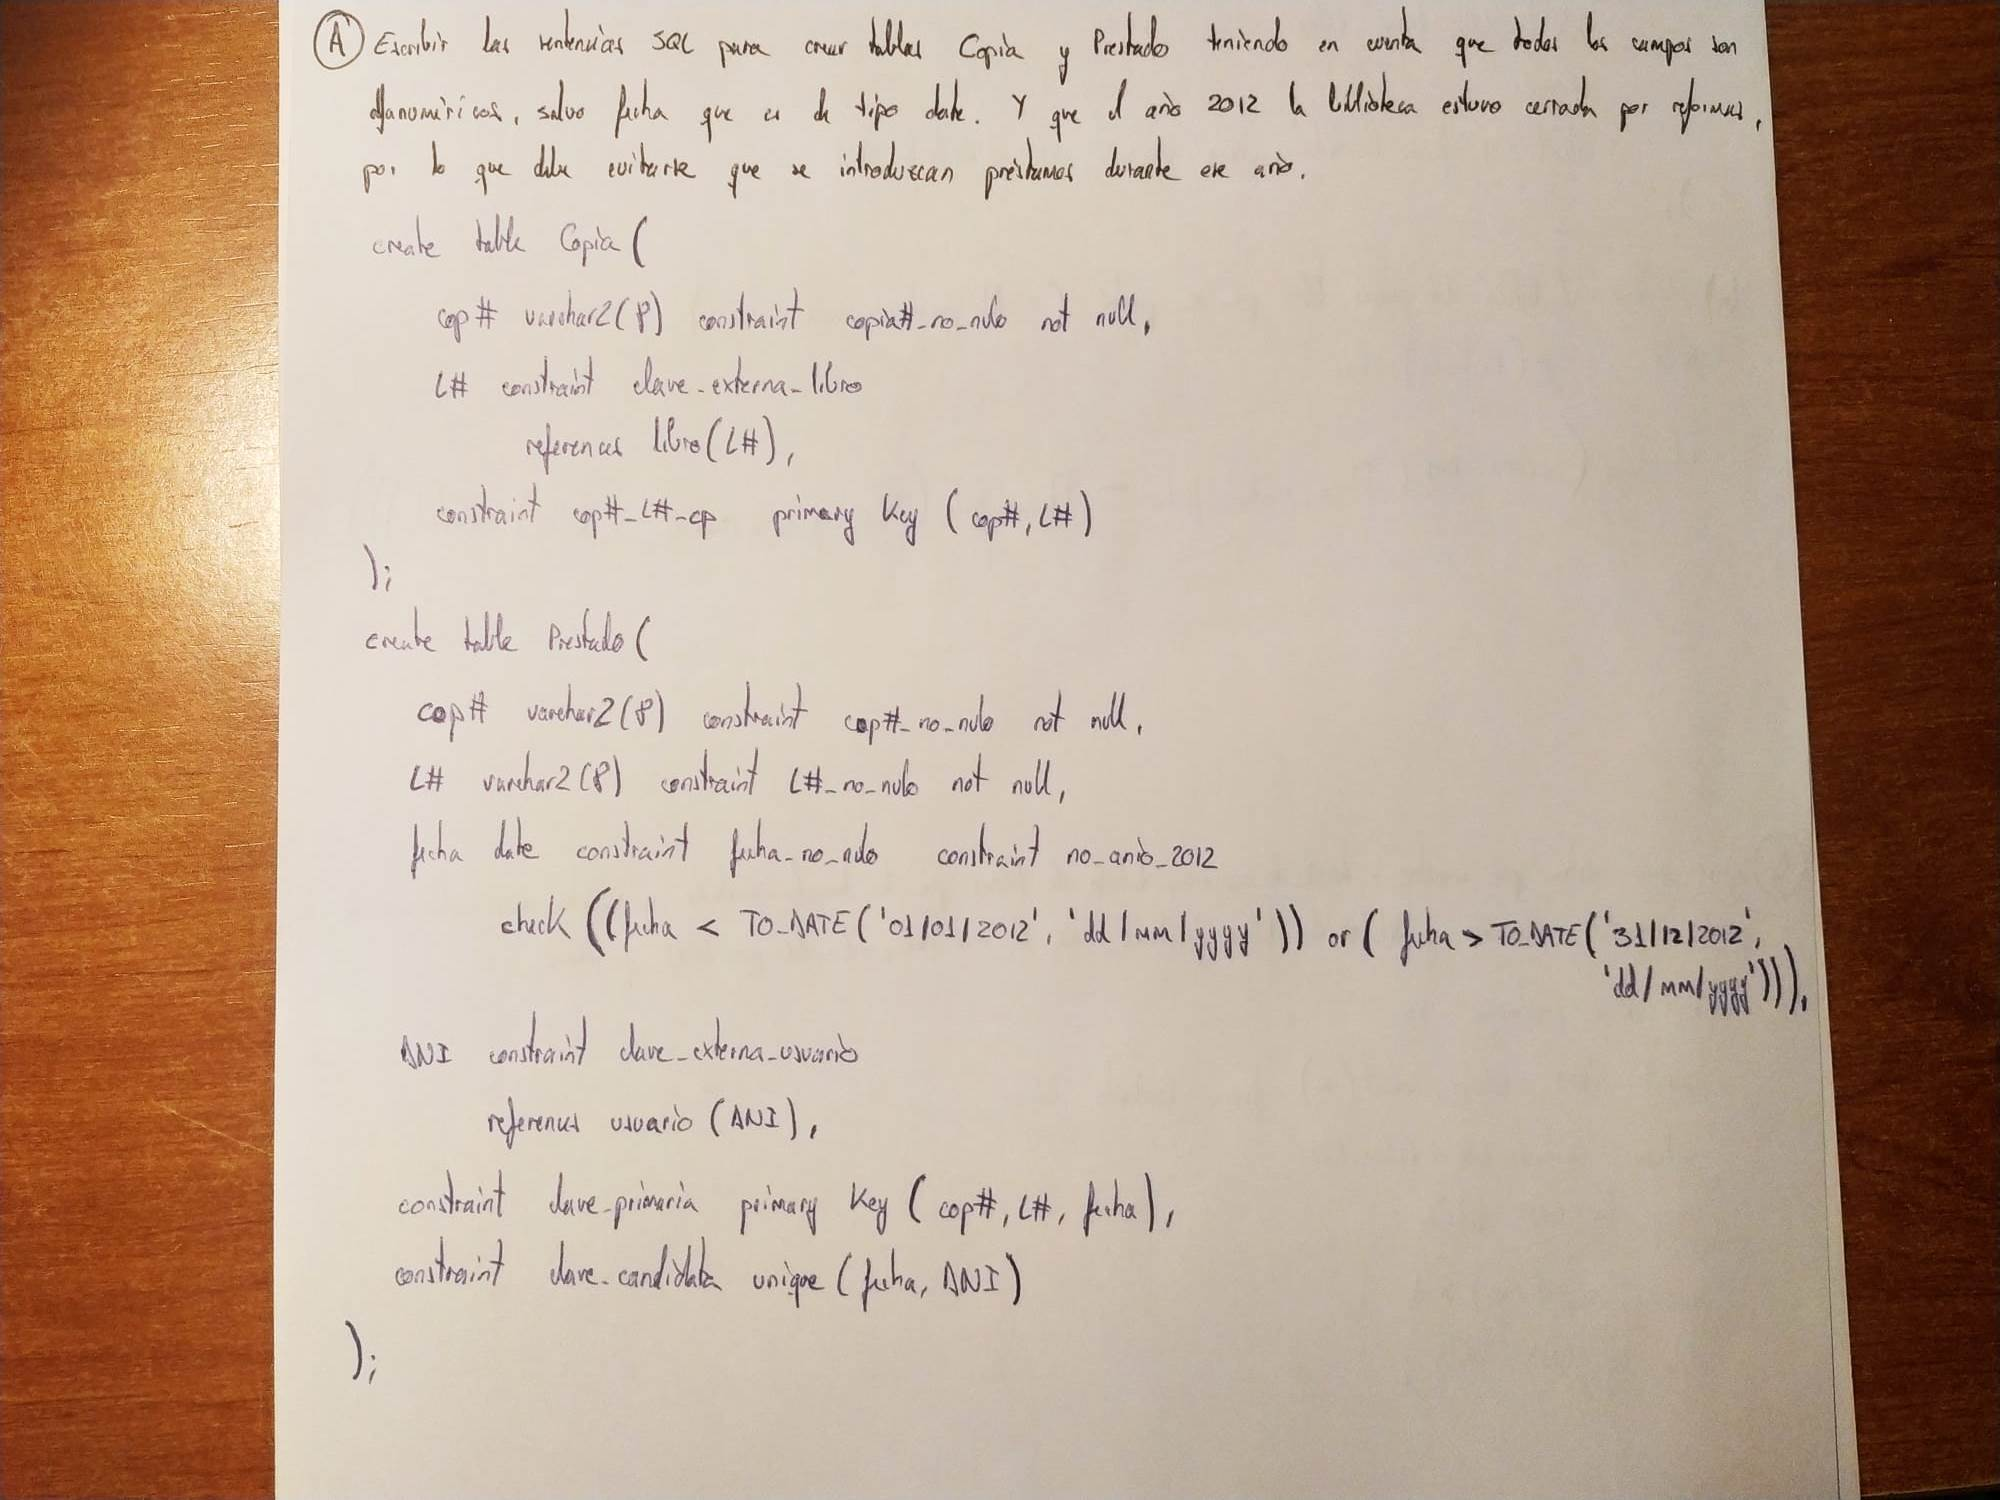 A Escribir las sentencias SQL para crear tablas Copia y Prestado teniendo en cuenta que todos los campos son
alfanuméricos, salvo fecha que es de tipo date. Y que el año 2012 la biblioteca estuvo cerrada por reformas,
por lo que debe evitarse que se introduzcan préstamos durante ese año.
create table Copia (
cop# varchar2(8) constraint copia#_no_nulo not null,
L# constraint clave_externa_libro
references libro(L#),
constraint cop#_L#_cp primary key (cop#, L#)
);
create table Prestado (
cop# varchar2(8) constraint cop#_no_nulo not null,
L# varchar2(8) constraint L#_no_nulo not null,
fecha date constraint fecha_no_nulo constraint no_anio_2012
check ((fecha < TO_DATE('01/01/2012', 'dd/mm/yyyy')) or ( fecha > TO_DATE('31/12/2012',
'dd/mm/yyyy'))),
DNI constraint clave_externa_usuario
references usuario (DNI),
constraint clave_primaria primary key (cop#, L#, fecha),
constraint clave_candidata unique (fecha, DNI)
);